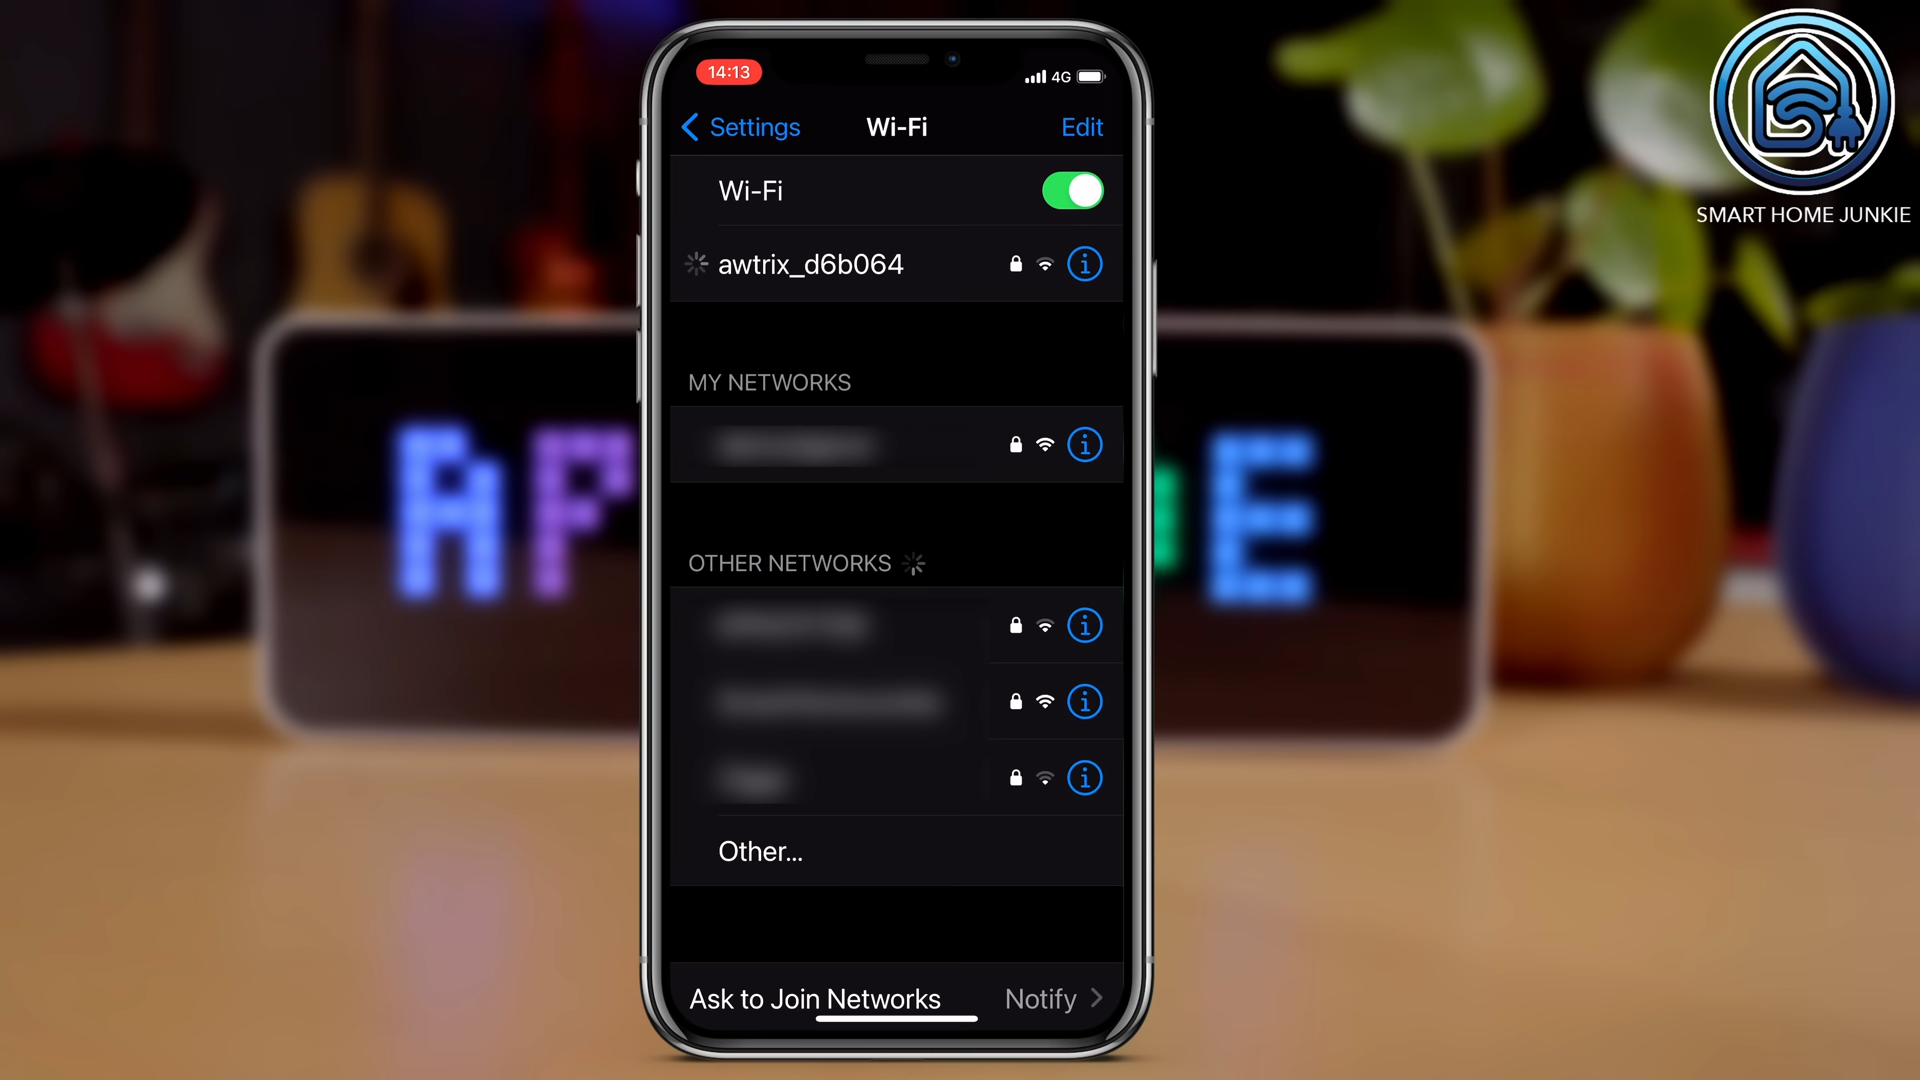 14:13
4G
Settings
Wi-Fi
Edit
Wi-Fi
awtrix_d6b064
MY NETWORKS
OTHER NETWORKS
Other...
Ask to Join Networks
Notify
AP
E
SMART HOME JUNKIE